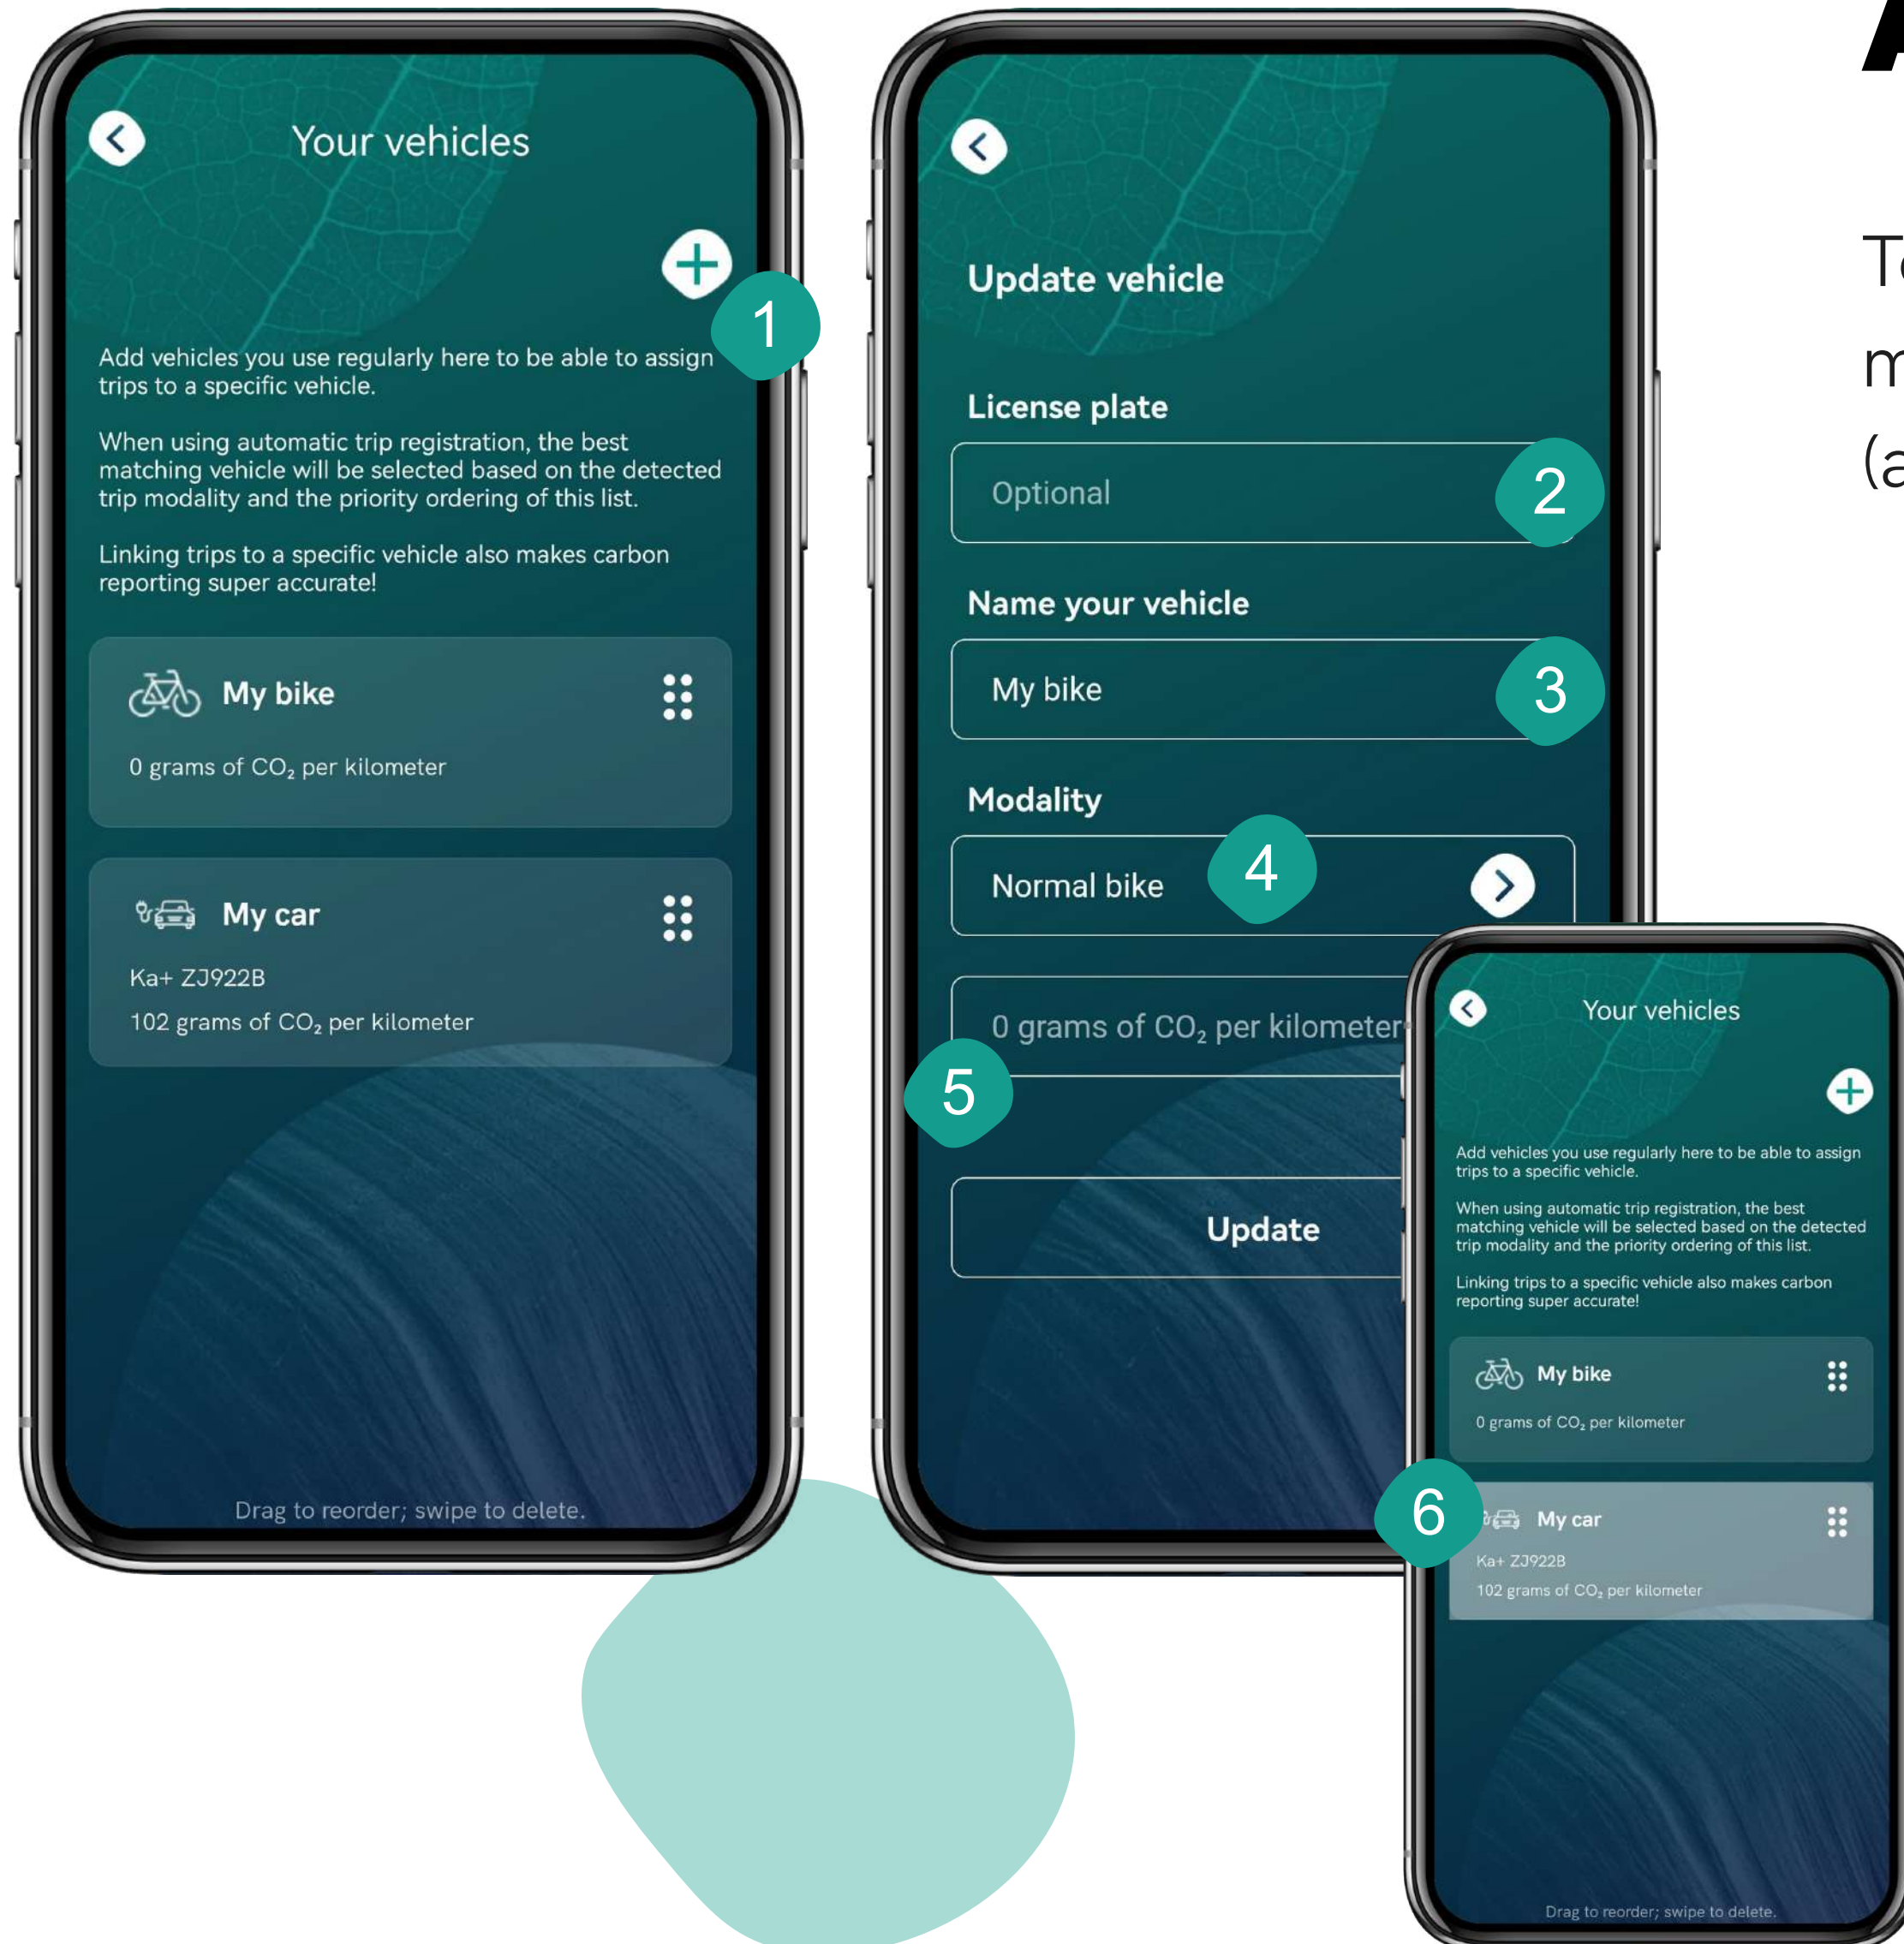 Your vehicles
1
Add vehicles you use regularly here to be able to assign
trips to a specific vehicle.
When using automatic trip registration, the best
matching vehicle will be selected based on the detected
trip modality and the priority ordering of this list.
Linking trips to a specific vehicle also makes carbon
reporting super accurate!
My bike
0 grams of CO₂ per kilometer
My car
Ka+ ZJ922B
102 grams of CO₂ per kilometer
Drag to reorder; swipe to delete.
Update vehicle
License plate
Optional
2
Name your vehicle
My bike
3
Modality
Normal bike
4
0 grams of CO₂ per kilometer
5
Update
Your vehicles
Add vehicles you use regularly here to be able to assign
trips to a specific vehicle.
When using automatic trip registration, the best
matching vehicle will be selected based on the detected
trip modality and the priority ordering of this list.
Linking trips to a specific vehicle also makes carbon
reporting super accurate!
My bike
0 grams of CO₂ per kilometer
6
My car
Ka+ ZJ922B
102 grams of CO₂ per kilometer
Drag to reorder; swipe to delete.